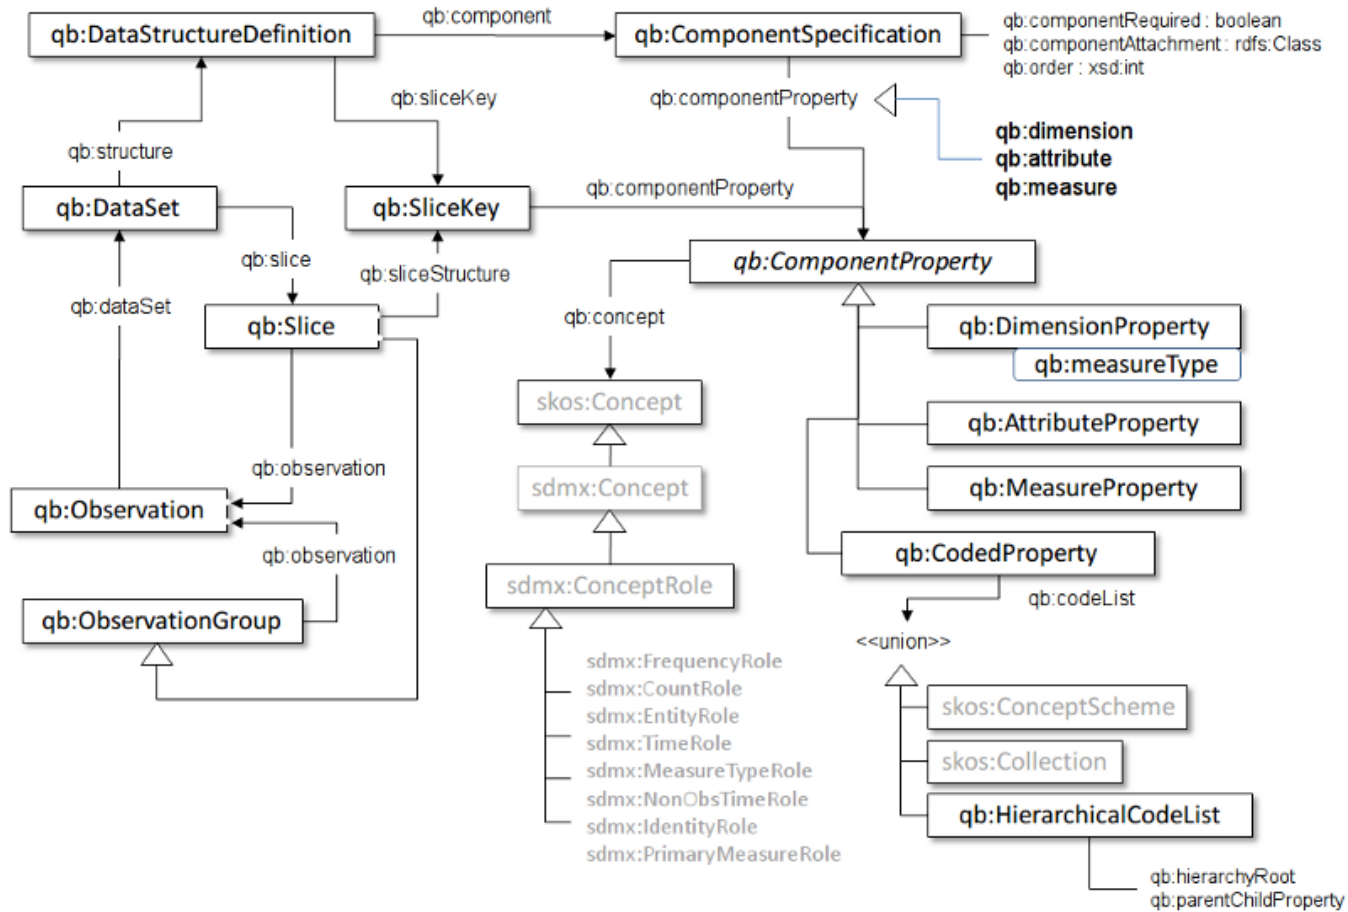 qb:DataStructureDefinition
qb:component
qb:ComponentSpecification
qb:componentRequired : boolean
qb:componentAttachment : rdfs:Class
qb:order : xsd:int
qb:sliceKey
qb:componentProperty
qb:dimension
qb:attribute
qb:measure
qb:structure
qb:DataSet
qb:SliceKey
qb:componentProperty
qb:slice
qb:sliceStructure
qb:ComponentProperty
qb:dataSet
qb:Slice
qb:concept
qb:DimensionProperty
qb:measureType
skos:Concept
qb:AttributeProperty
qb:observation
sdmx:Concept
qb:MeasureProperty
qb:Observation
qb:observation
qb:CodedProperty
sdmx:ConceptRole
qb:codeList
qb:ObservationGroup
<<union>>
sdmx:FrequencyRole
sdmx:CountRole
sdmx:EntityRole
sdmx:TimeRole
sdmx:MeasureTypeRole
sdmx:NonObsTimeRole
sdmx:IdentityRole
sdmx:PrimaryMeasureRole
skos:ConceptScheme
skos:Collection
qb:HierarchicalCodeList
qb:hierarchyRoot
qb:parentChildProperty